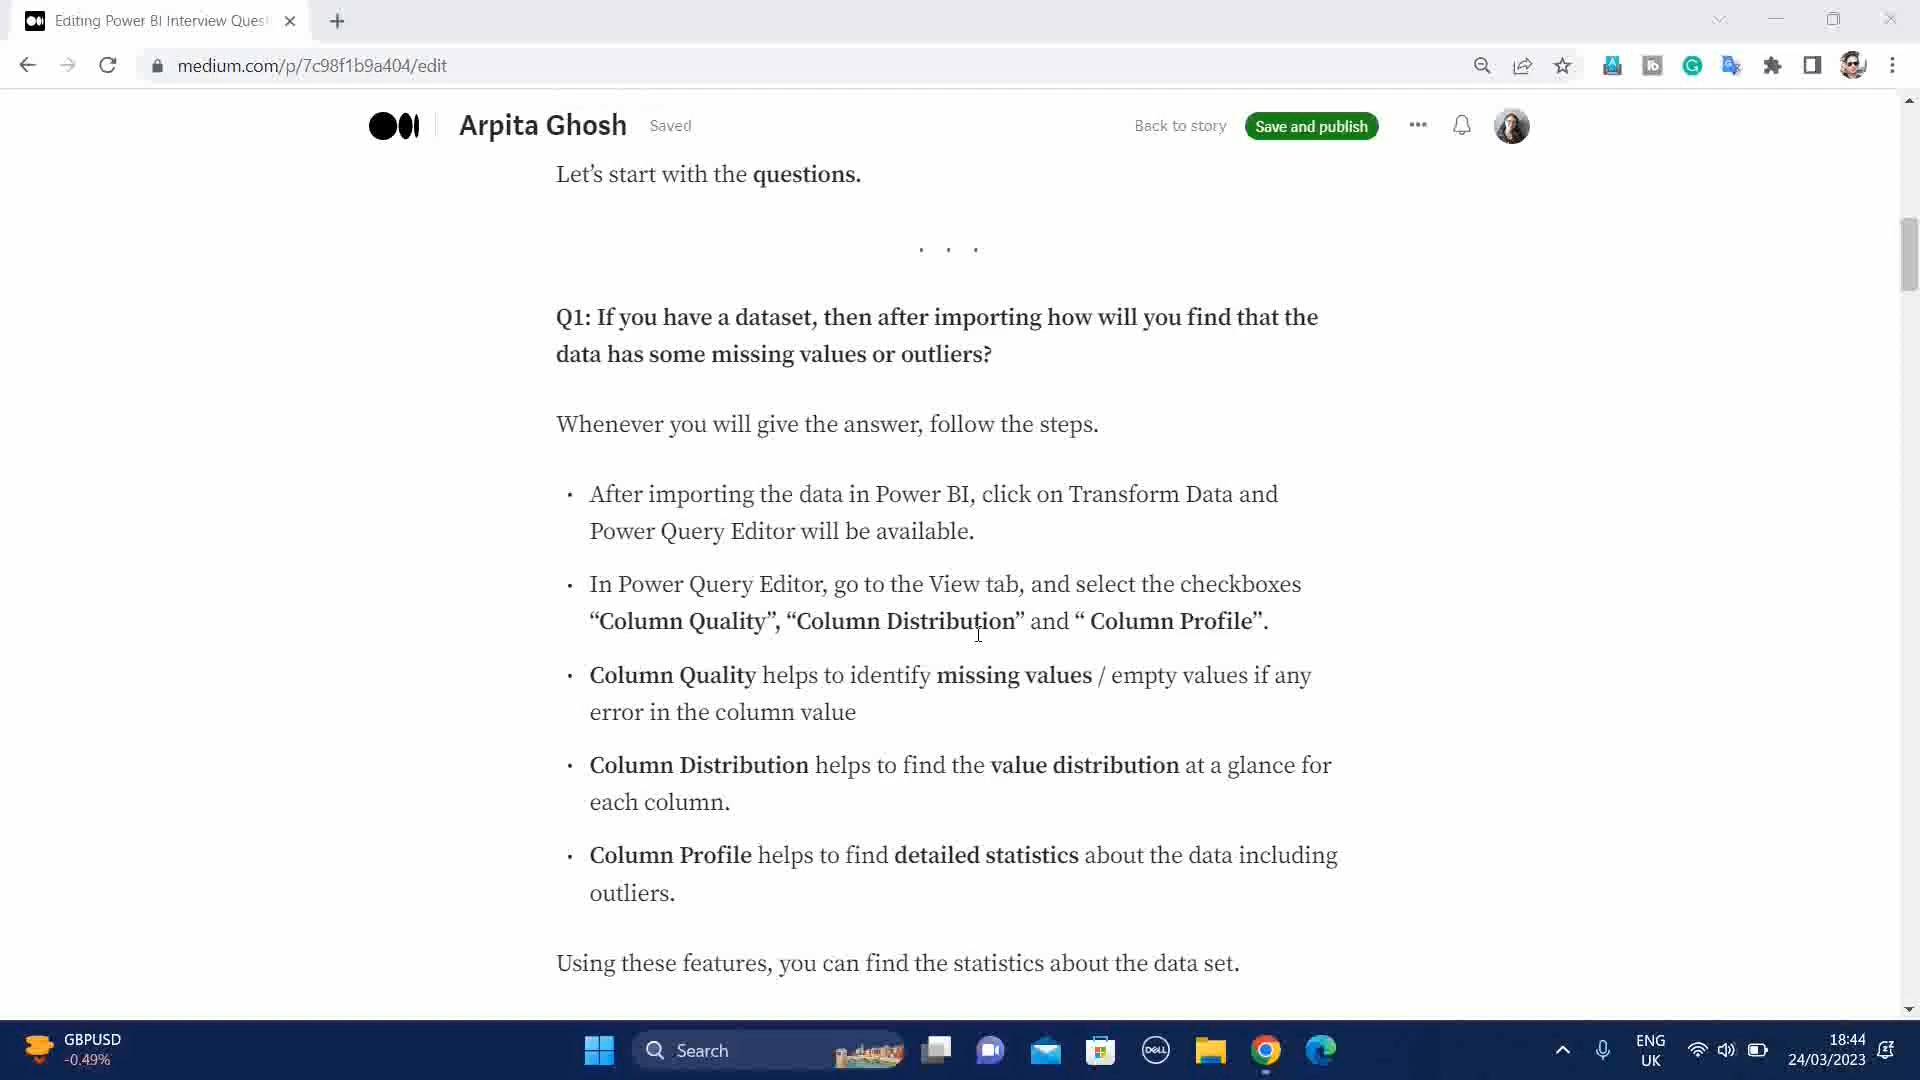 Editing Power BI Interview Ques
medium.com/p/7c98f1b9a404/edit
Arpita Ghosh
Saved
Back to story
Save and publish
Let’s start with the questions.
. . .
Q1: If you have a dataset, then after importing how will you find that the
data has some missing values or outliers?
Whenever you will give the answer, follow the steps.
• After importing the data in Power BI, click on Transform Data and
Power Query Editor will be available.
• In Power Query Editor, go to the View tab, and select the checkboxes
“Column Quality”, “Column Distribution” and “ Column Profile”.
• Column Quality helps to identify missing values / empty values if any
error in the column value
• Column Distribution helps to find the value distribution at a glance for
each column.
• Column Profile helps to find detailed statistics about the data including
outliers.
Using these features, you can find the statistics about the data set.
GBPUSD
-0.49%
Search
DELL
ENG
UK
18:44
24/03/2023